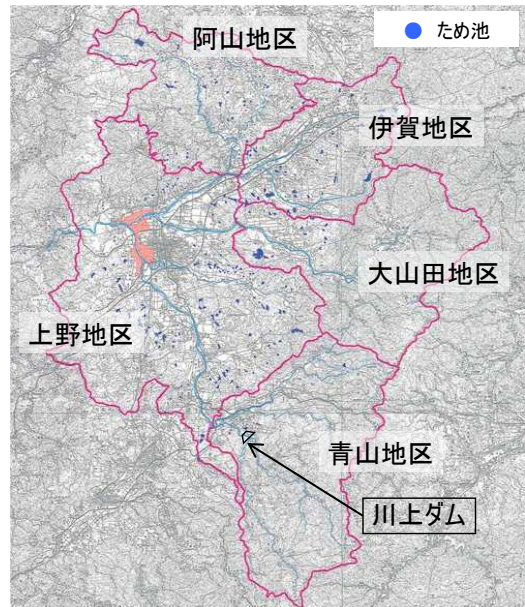 阿山地区
ため池
伊賀地区
大山田地区
上野地区
青山地区
川上ダム